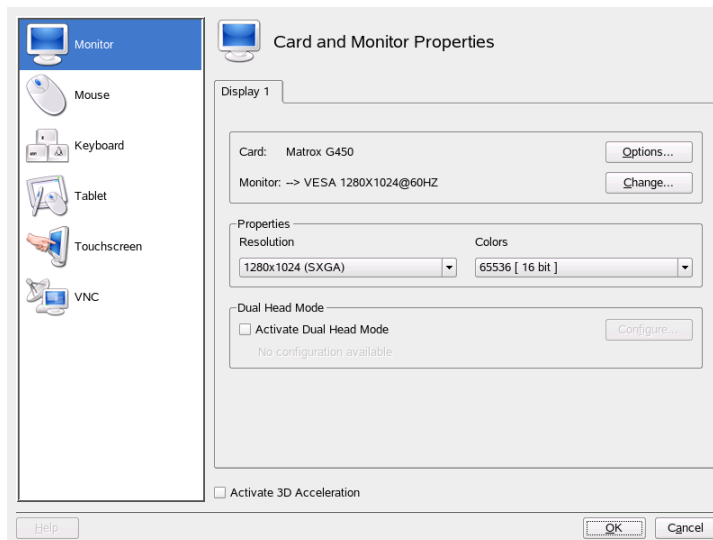 Monitor
Mouse
Keyboard
Tablet
Touchscreen
VNC
Card and Monitor Properties
Display 1
Card: Matrox G450
Options...
Monitor: --> VESA 1280X1024@60HZ
Change...
Properties
Resolution
Colors
1280x1024 (SXGA)
65536 [ 16 bit ]
Dual Head Mode
Activate Dual Head Mode
Configure...
No configuration available
Activate 3D Acceleration
Help
OK
Cancel